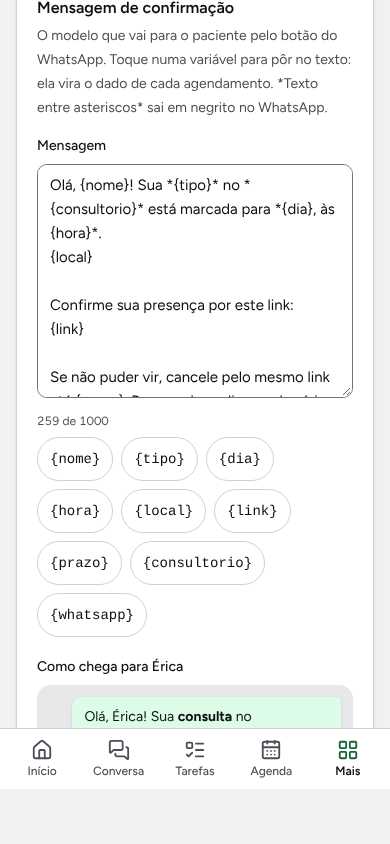 Mensagem de confirmação
O modelo que vai para o paciente pelo botão do
WhatsApp. Toque numa variável para pôr no texto:
ela vira o dado de cada agendamento. *Texto
entre asteriscos* sai em negrito no WhatsApp.
Mensagem
Olá, {nome}! Sua *{tipo}* no *
{consultorio}* está marcada para *{dia}, às
{hora}*.
{local}
Confirme sua presença por este link:
{link}
Se não puder vir, cancele pelo mesmo link
259 de 1000
{nome} {tipo} {dia}
{hora} {local} {link}
{prazo} {consultorio}
{whatsapp}
Como chega para Érica
Olá, Érica! Sua consulta no
Início Conversa Tarefas Agenda Mais